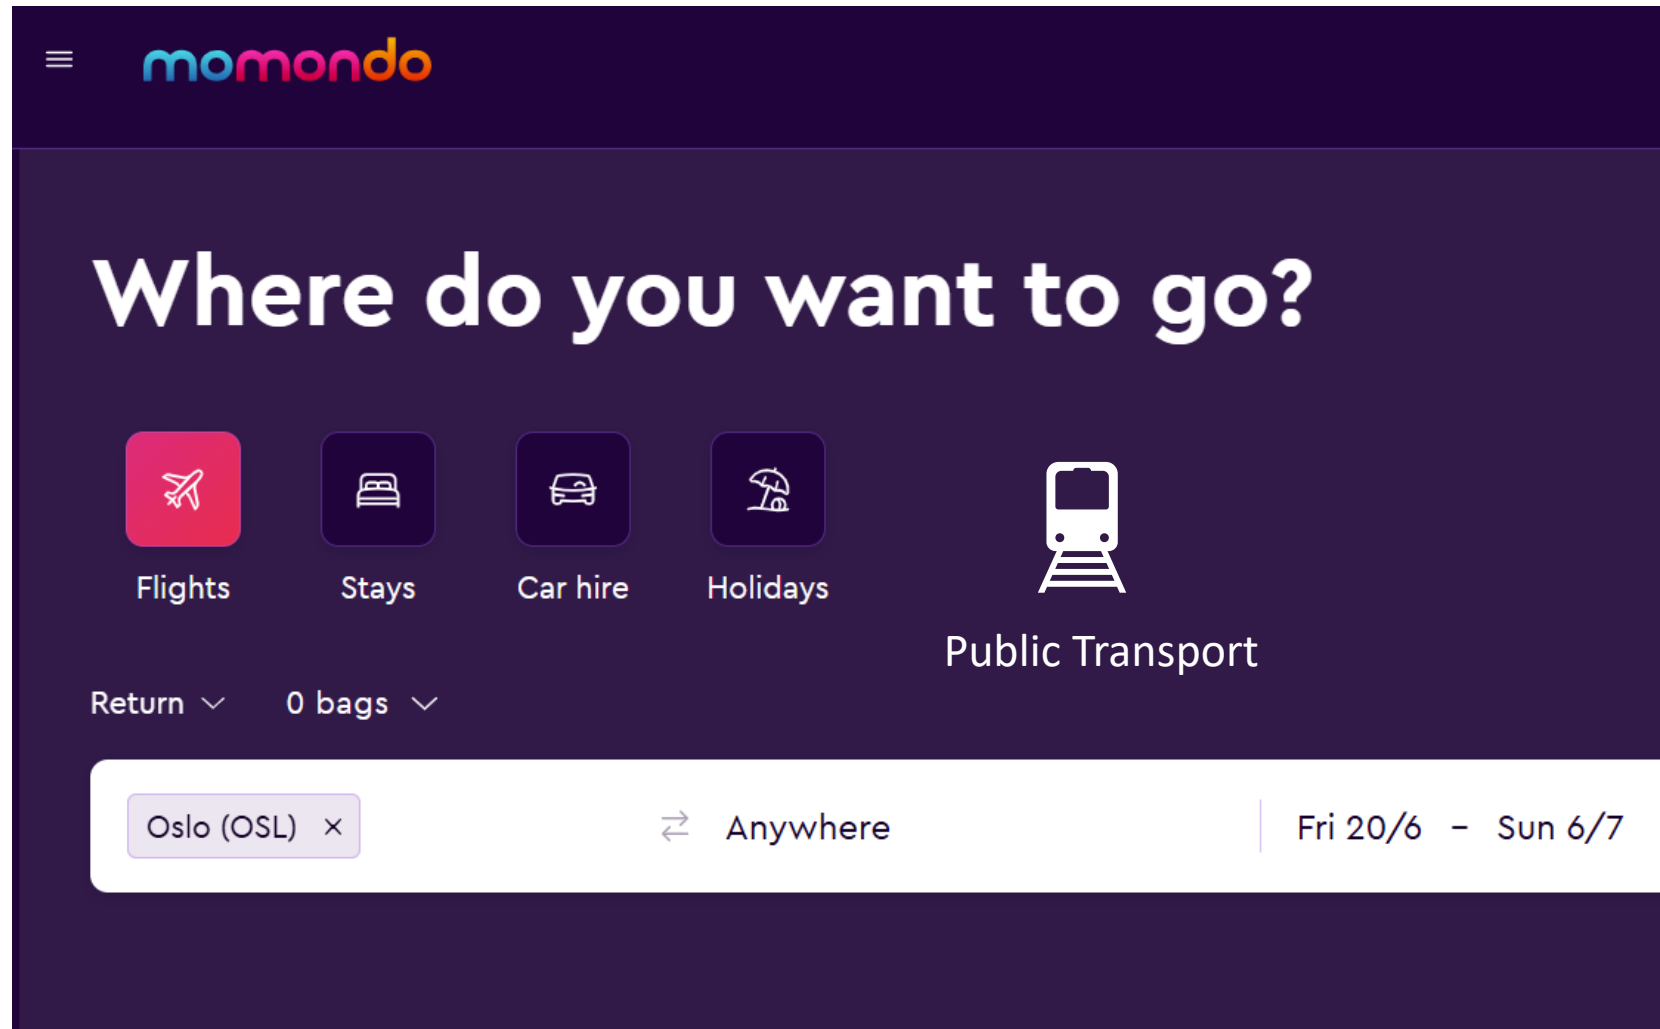 momondo
Where do you want to go?
Flights Stays Car hire Holidays
Public Transport
Return 0 bags
Oslo (OSL) × Anywhere Fri 20/6 – Sun 6/7